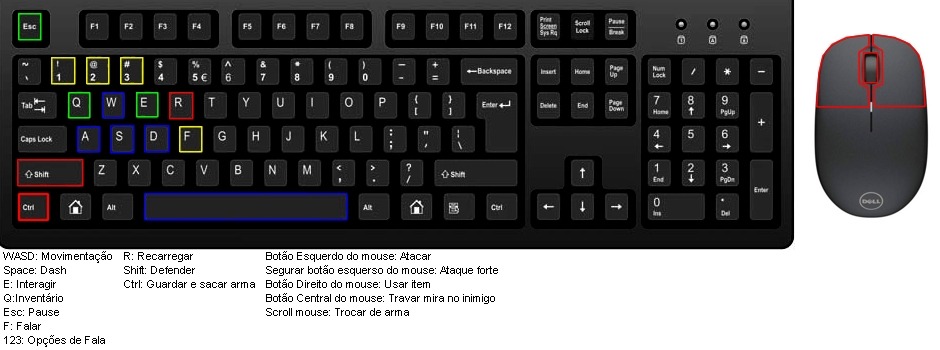 Esc F1 F2 F3 F4 F5 F6 F7 F8 F9 F10 F11 F12 Print Screen Sys Rq Scroll Lock Pause Break
1 A
~ ` ! 1 @ 2 # 3 $ 4 % 5 € ^ 6 & 7 * 8 ( 9 ) 0 - + = ←Backspace Insert Home Page Up Num Lock / * -
Tab Q W E R T Y U I O P { [ } ] Enter Delete End Page Down 7 Home 8 ↑ 9 PgUp +
Caps Lock A S D F G H J K L : ; " ' | \ 4 ← 5 6 →
⇧ Shift Z X C V B N M < , > . ? / ⇧ Shift ↑ 1 End 2 ↓ 3 PgDn Enter
Ctrl Alt Alt Ctrl ← ↓ → 0 Ins . Del
DELL
WASD: Movimentação R: Recarregar Botão Esquerdo do mouse: Atacar
Space: Dash Shift: Defender Segurar botão esquerso do mouse: Ataque forte
E: Interagir Ctrl: Guardar e sacar arma Botão Direito do mouse: Usar item
Q:Inventário Botão Central do mouse: Travar mira no inimigo
Esc: Pause Scroll mouse: Trocar de arma
F: Falar
123: Opções de Fala